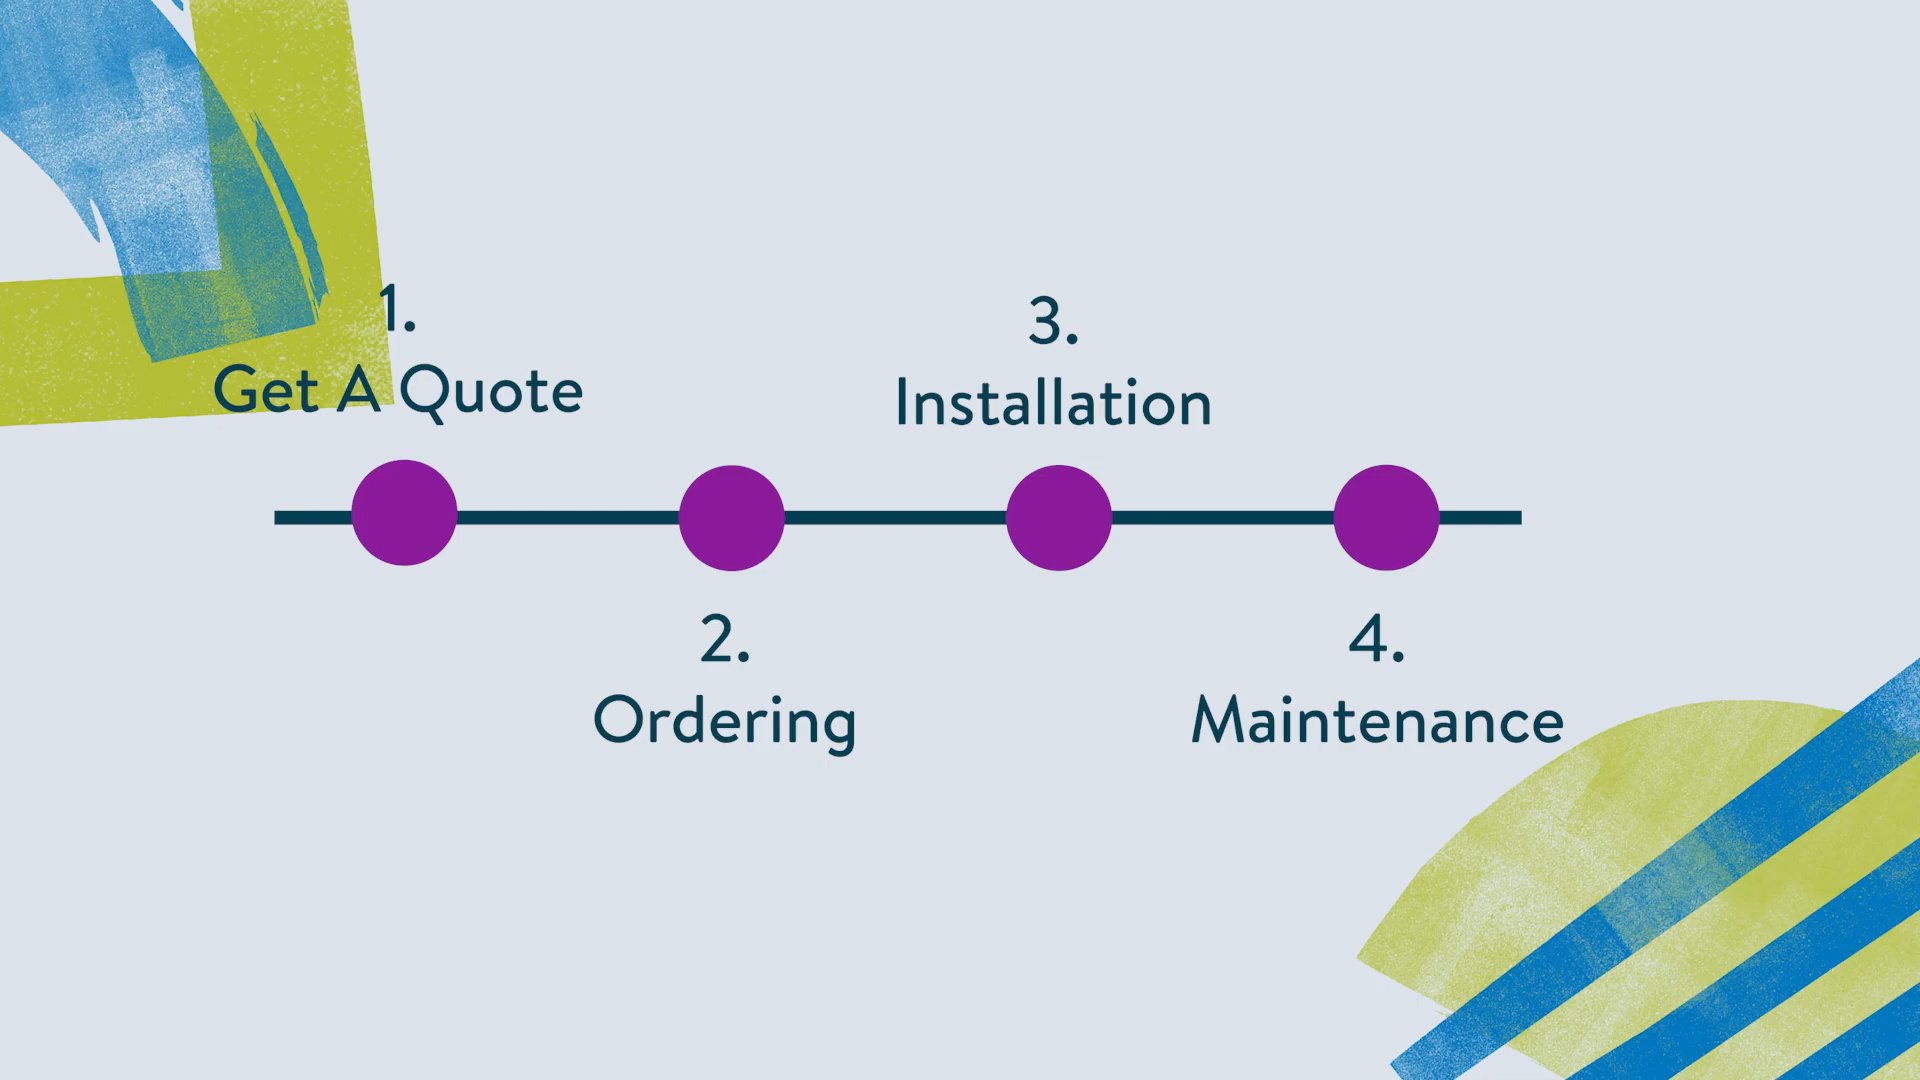 1.
Get A Quote
2.
Ordering
3.
Installation
4.
Maintenance